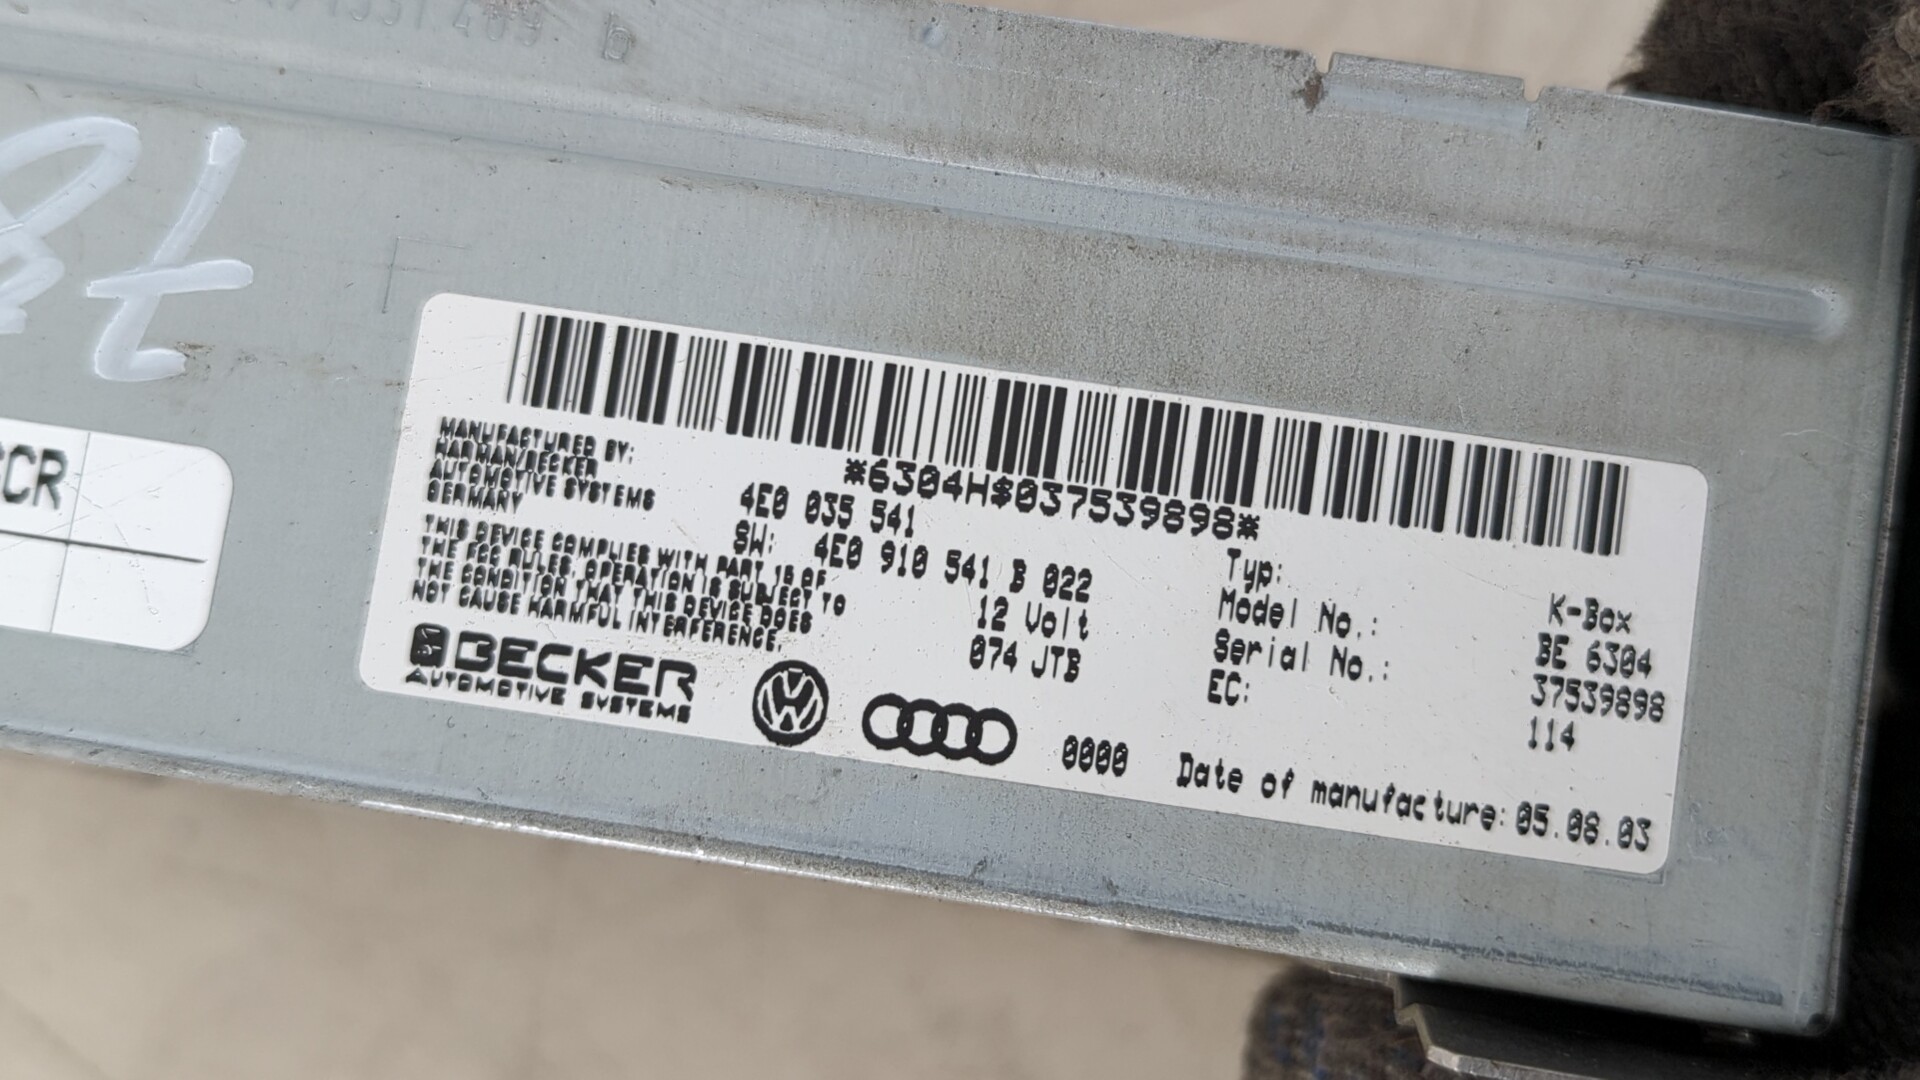 CR
*6304H$037539898*
MANUFACTURED BY:
HARMAN/BECKER
AUTOMOTIVE SYSTEMS
GERMANY
4E0 035 541
SW: 4E0 910 541 B 022
12 Volt
074 JTB
THIS DEVICE COMPLIES WITH PART 15 OF
THE FCC RULES. OPERATION IS SUBJECT TO
THE CONDITION THAT THIS DEVICE DOES
NOT CAUSE HARMFUL INTERFERENCE.
Typ: K-Box
Model No.: BE 6304
Serial No.: 37539898
EC: 114
BECKER
AUTOMOTIVE SYSTEMS
0000
Date of manufacture: 05.08.03